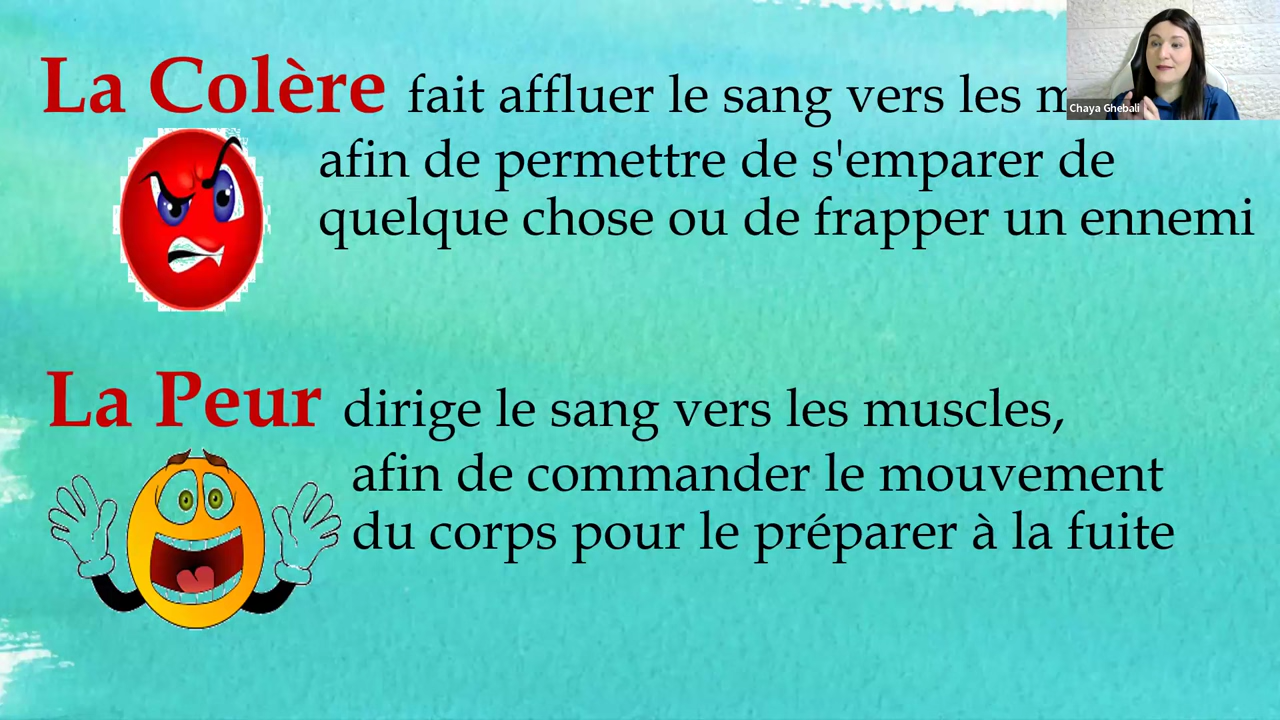 La Colère fait affluer le sang vers les
Chaya Ghebali
afin de permettre de s'emparer de
quelque chose ou de frapper un ennemi
La Peur dirige le sang vers les muscles,
afin de commander le mouvement
du corps pour le préparer à la fuite